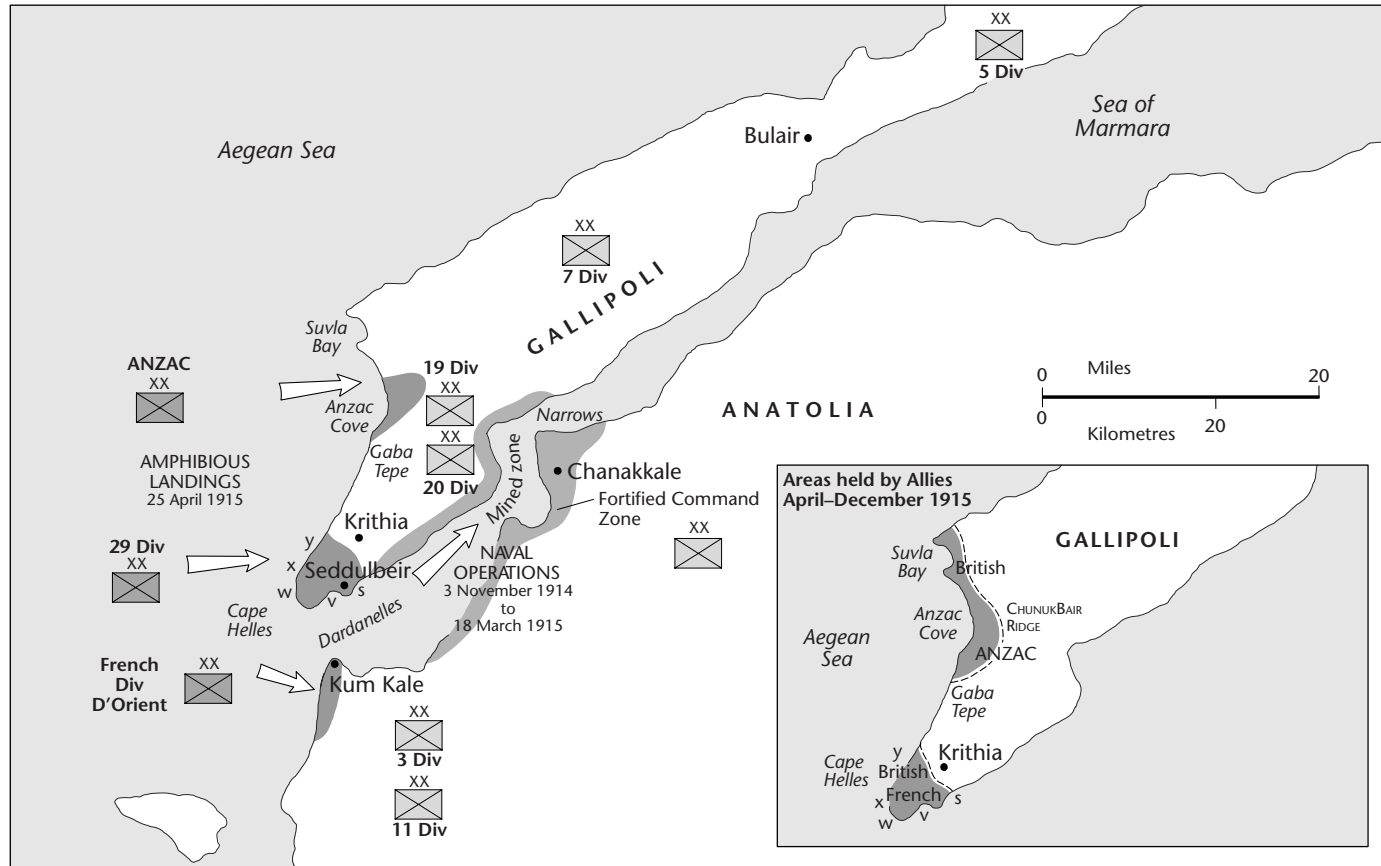 XX
5 Div
Sea of
Marmara
Aegean Sea
Bulair
XX
7 Div
GALLIPOLI
Suvla
Bay
ANZAC
XX
19 Div
XX
Anzac
Cove
Narrows
ANATOLIA
0 Miles 20
0 20
Kilometres
Gaba
Tepe
XX
20 Div
Mined zone
Chanakkale
Fortified Command
Zone
XX
AMPHIBIOUS
LANDINGS
25 April 1915
Krithia
y
29 Div
XX
x
Seddulbeir
w
v
s
NAVAL
OPERATIONS
3 November 1914
to
18 March 1915
Cape
Helles
Dardanelles
French
Div
D'Orient
XX
Kum Kale
XX
3 Div
XX
11 Div
Areas held by Allies
April–December 1915
GALLIPOLI
Suvla
Bay
British
Anzac
Cove
CHUNUKBAIR
RIDGE
Aegean
Sea
ANZAC
Gaba
Tepe
Krithia
Cape
Helles
y
British
x
French
s
w
v